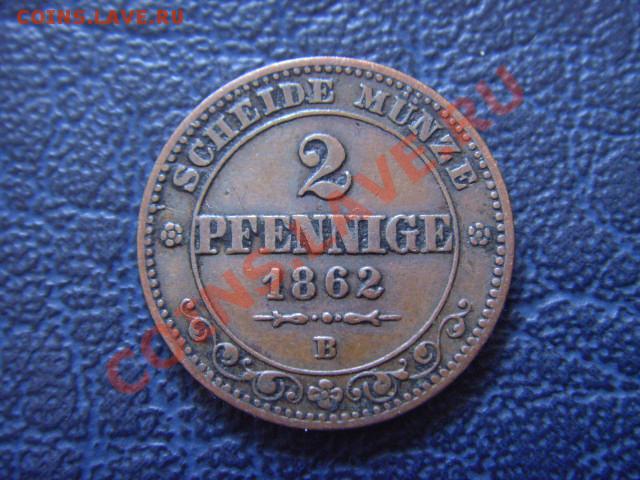 COINS.LAVE.RU
SCHEIDE MÜNZE
2
PFENNIGE
1862
B
COINS.LAVE.RU